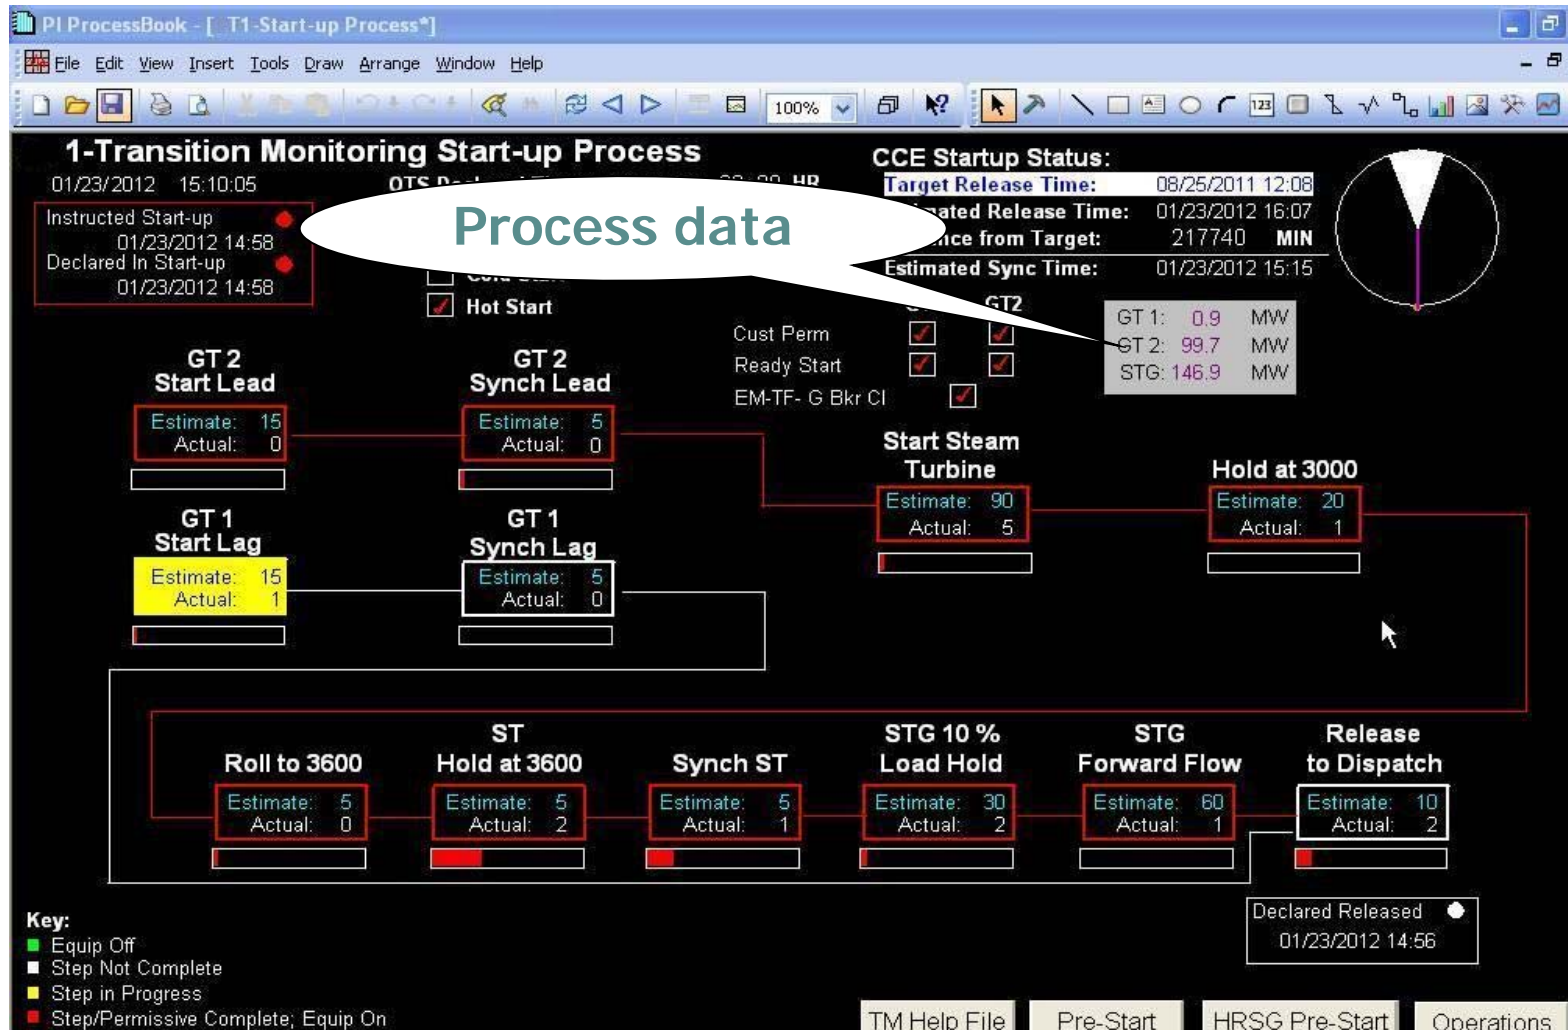 PI ProcessBook - [ T1-Start-up Process*]
File Edit View Insert Tools Draw Arrange Window Help
100%
1-Transition Monitoring Start-up Process
01/23/2012 15:10:05
HR
Instructed Start-up
01/23/2012 14:58
Declared In Start-up
01/23/2012 14:58
Process data
Hot Start
CCE Startup Status:
Target Release Time: 08/25/2011 12:08
Release Time: 01/23/2012 16:07
from Target: 217740 MIN
Estimated Sync Time: 01/23/2012 15:15
GT2
Cust Perm
Ready Start
EM-TF- G Bkr Cl
GT 1: 0.9 MW
GT 2: 99.7 MW
STG: 146.9 MW
GT 2
Start Lead
Estimate: 15
Actual: 0
GT 2
Synch Lead
Estimate: 5
Actual: 0
Start Steam
Turbine
Estimate: 90
Actual: 5
Hold at 3000
Estimate: 20
Actual: 1
GT 1
Start Lag
Estimate: 15
Actual: 1
GT 1
Synch Lag
Estimate: 5
Actual: 0
Roll to 3600
Estimate: 5
Actual: 0
ST
Hold at 3600
Estimate: 5
Actual: 2
Synch ST
Estimate: 5
Actual: 1
STG 10 %
Load Hold
Estimate: 30
Actual: 2
STG
Forward Flow
Estimate: 60
Actual: 1
Release
to Dispatch
Estimate: 10
Actual: 2
Declared Released
01/23/2012 14:56
Key:
Equip Off
Step Not Complete
Step in Progress
Step/Permissive Complete; Equip On
TM Help File
Pre-Start
HRSG Pre-Start
Operations